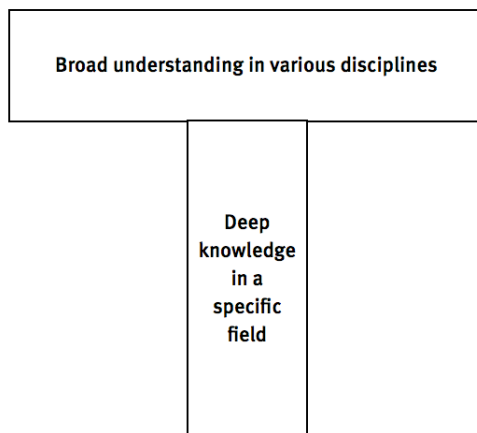 Broad understanding in various disciplines
Deep
knowledge
in a
specific
field